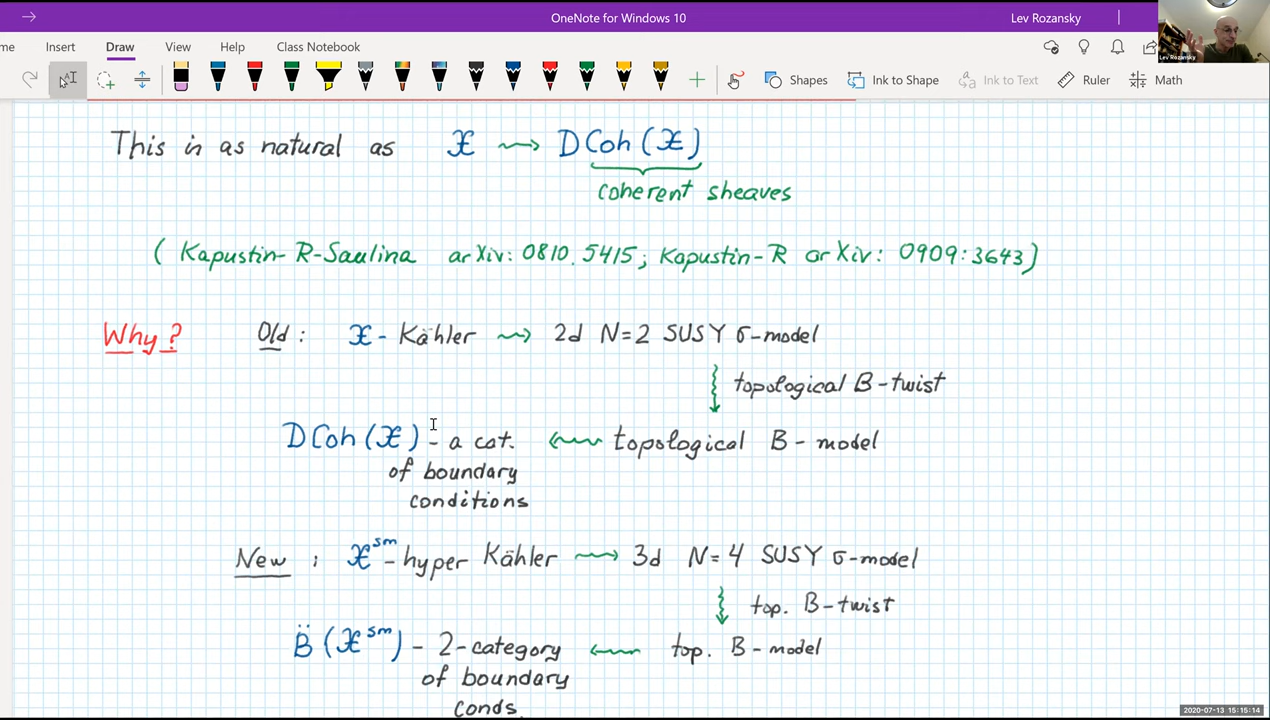 OneNote for Windows 10
Lev Rozansky
me Insert Draw View Help Class Notebook
Shapes Ink to Shape Ink to Text Ruler Math
Lev Rozansky
This is as natural as X ⇝ DCoh(X)
coherent sheaves
(Kapustin-R-Saulina arXiv: 0810.5415; Kapustin-R arXiv: 0909:3643)
Why? Old: X - Kähler ⇝ 2d N=2 SUSY σ-model
topological B-twist
DCoh(X) - a cat. ⇜ topological B-model
of boundary
conditions
New: X^sm - hyper Kähler ⇝ 3d N=4 SUSY σ-model
top. B-twist
B̈(X^sm) - 2-category ⇜ top. B-model
of boundary
conds.
2020-07-13 15:15:14